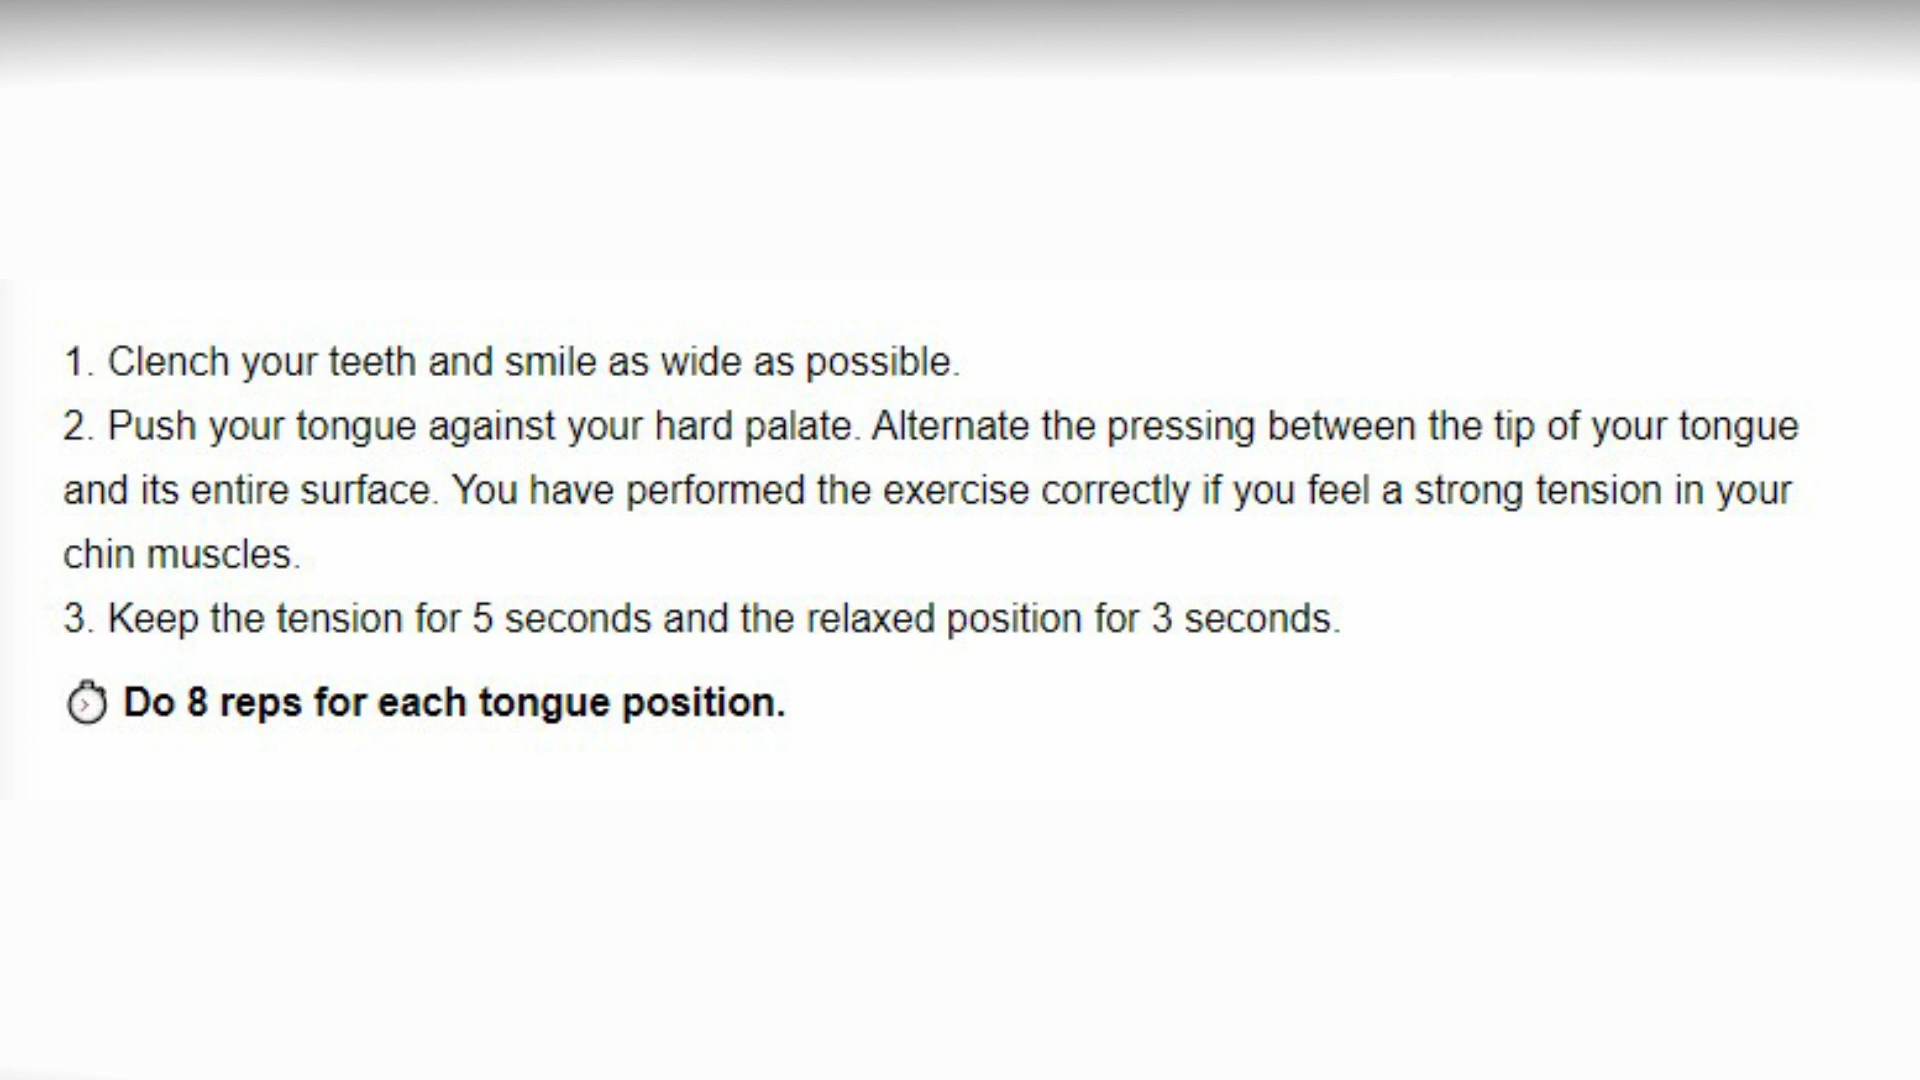 1. Clench your teeth and smile as wide as possible.
2. Push your tongue against your hard palate. Alternate the pressing between the tip of your tongue
and its entire surface. You have performed the exercise correctly if you feel a strong tension in your
chin muscles.
3. Keep the tension for 5 seconds and the relaxed position for 3 seconds.
Do 8 reps for each tongue position.